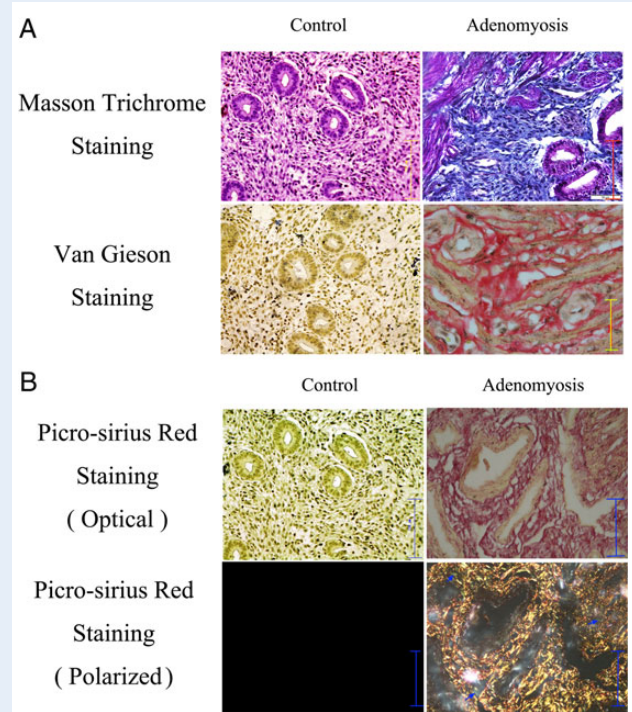 A
Control Adenomyosis
Masson Trichrome
Staining
Van Gieson
Staining
B
Control Adenomyosis
Picro-sirius Red
Staining
( Optical )
Picro-sirius Red
Staining
( Polarized )